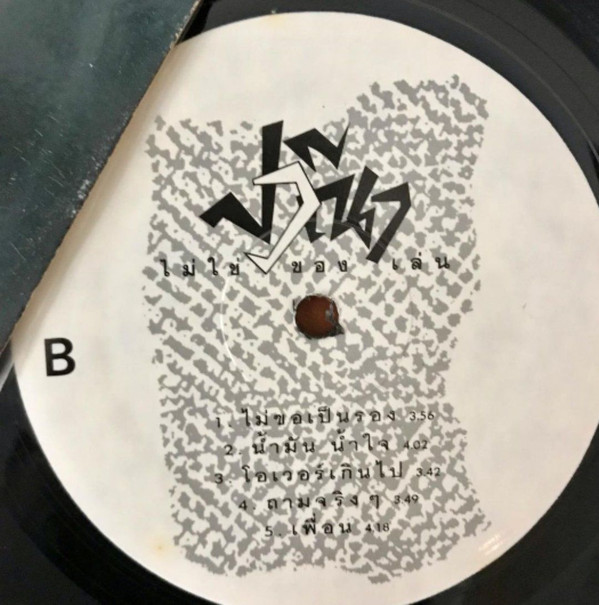 ปาณีนา
ไม่ใช่ของเล่น
B
1. ไม่ขอเป็นรอง 3.56
2. น้ำมัน น้ำใจ 4.02
3. โอเวอร์เกินไป 3.42
4. ถามจริงๆ 3.49
5. เพื่อน 4.18